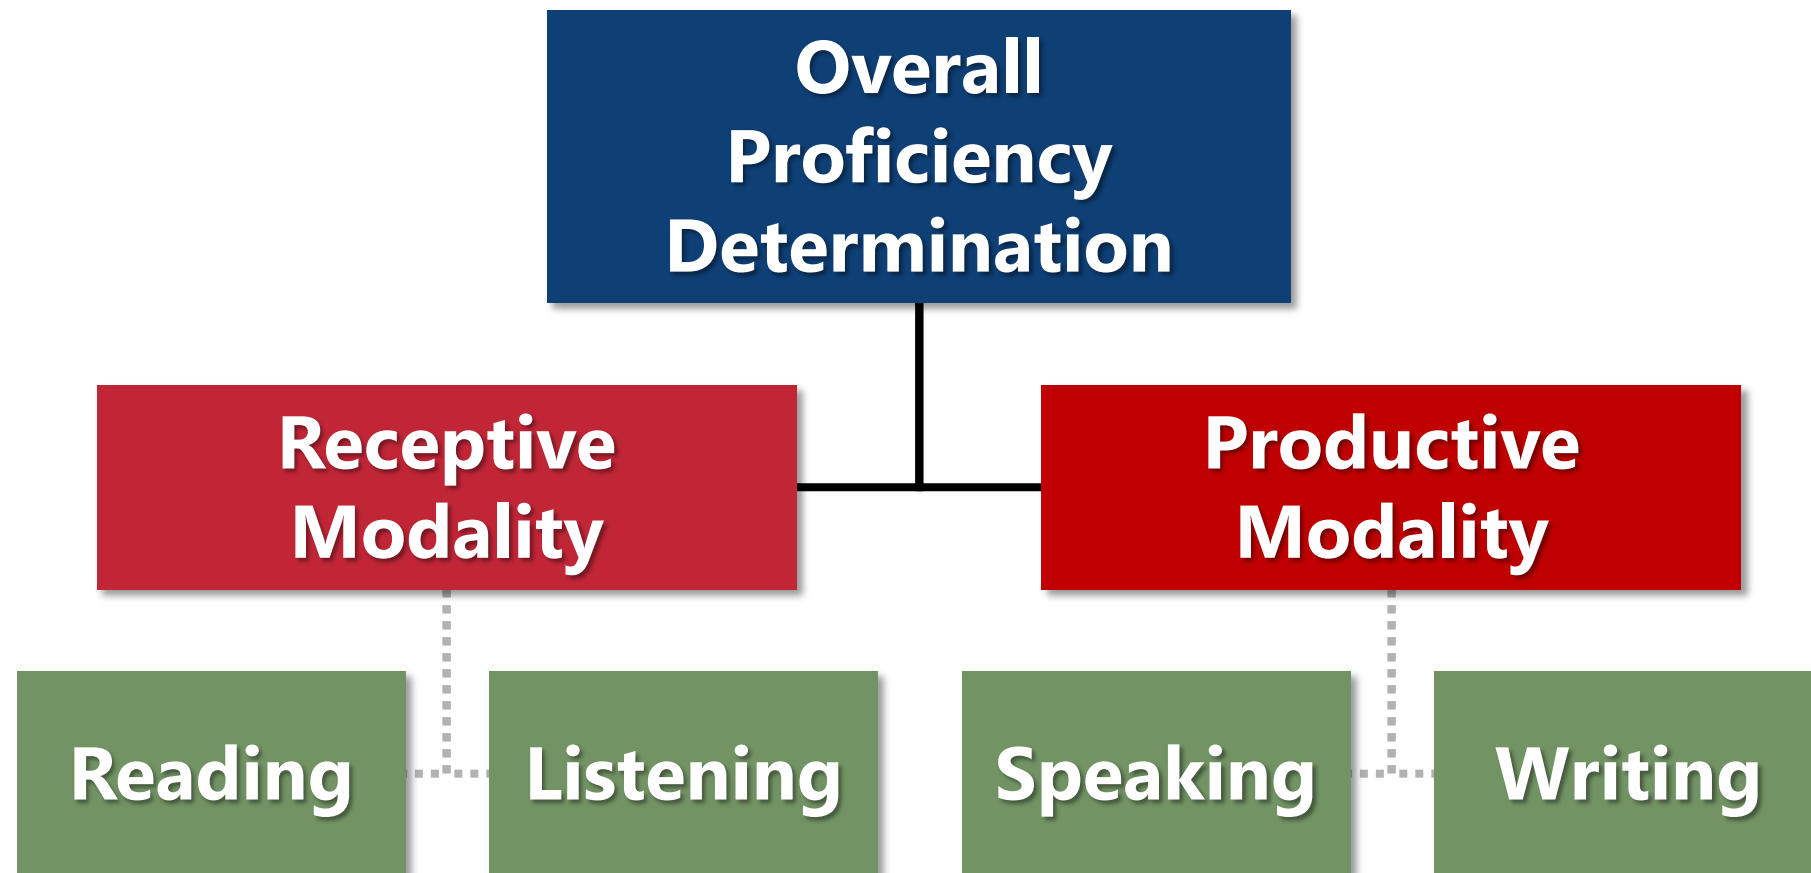 Overall
Proficiency
Determination
Receptive
Modality
Productive
Modality
Reading
Listening
Speaking
Writing